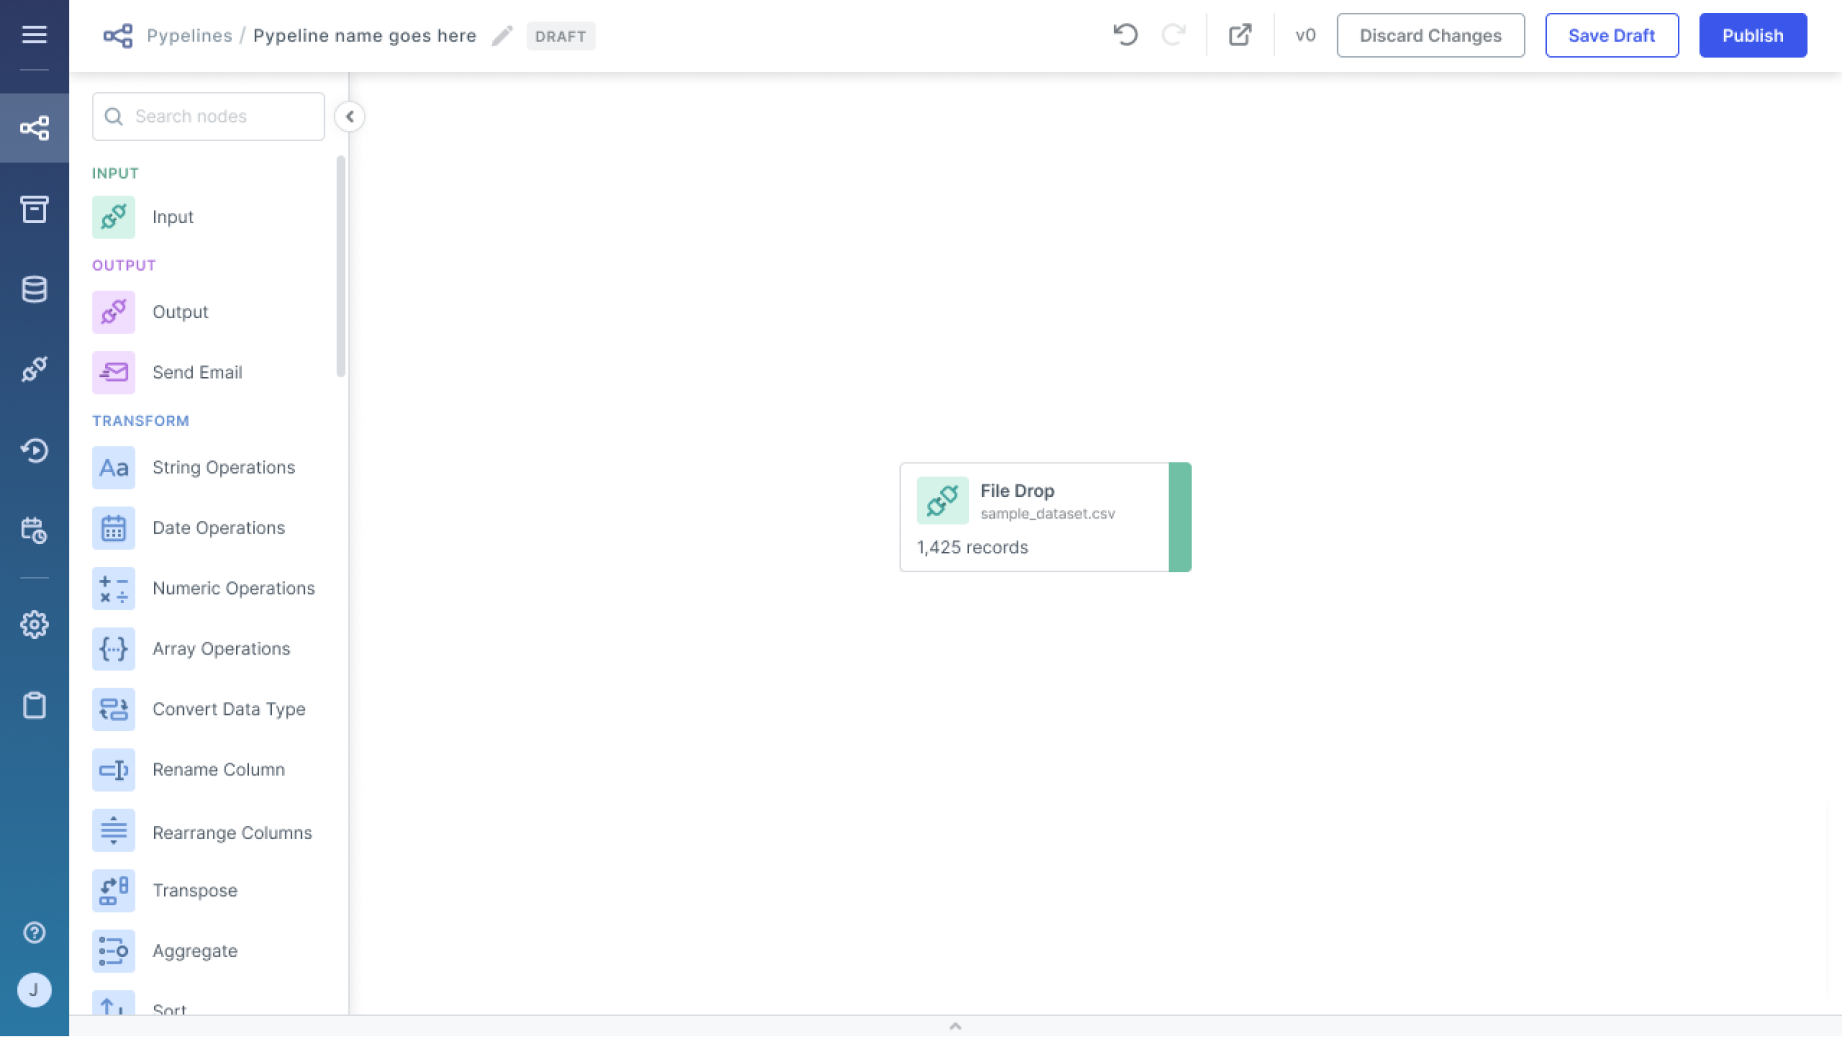 Pypelines / Pypeline name goes here DRAFT v0 Discard Changes Save Draft Publish
Search nodes
INPUT
Input
OUTPUT
Output
Send Email
TRANSFORM
Aa String Operations
Date Operations
Numeric Operations
Array Operations
Convert Data Type
Rename Column
Rearrange Columns
Transpose
Aggregate
Sort
J
File Drop
sample_dataset.csv
1,425 records